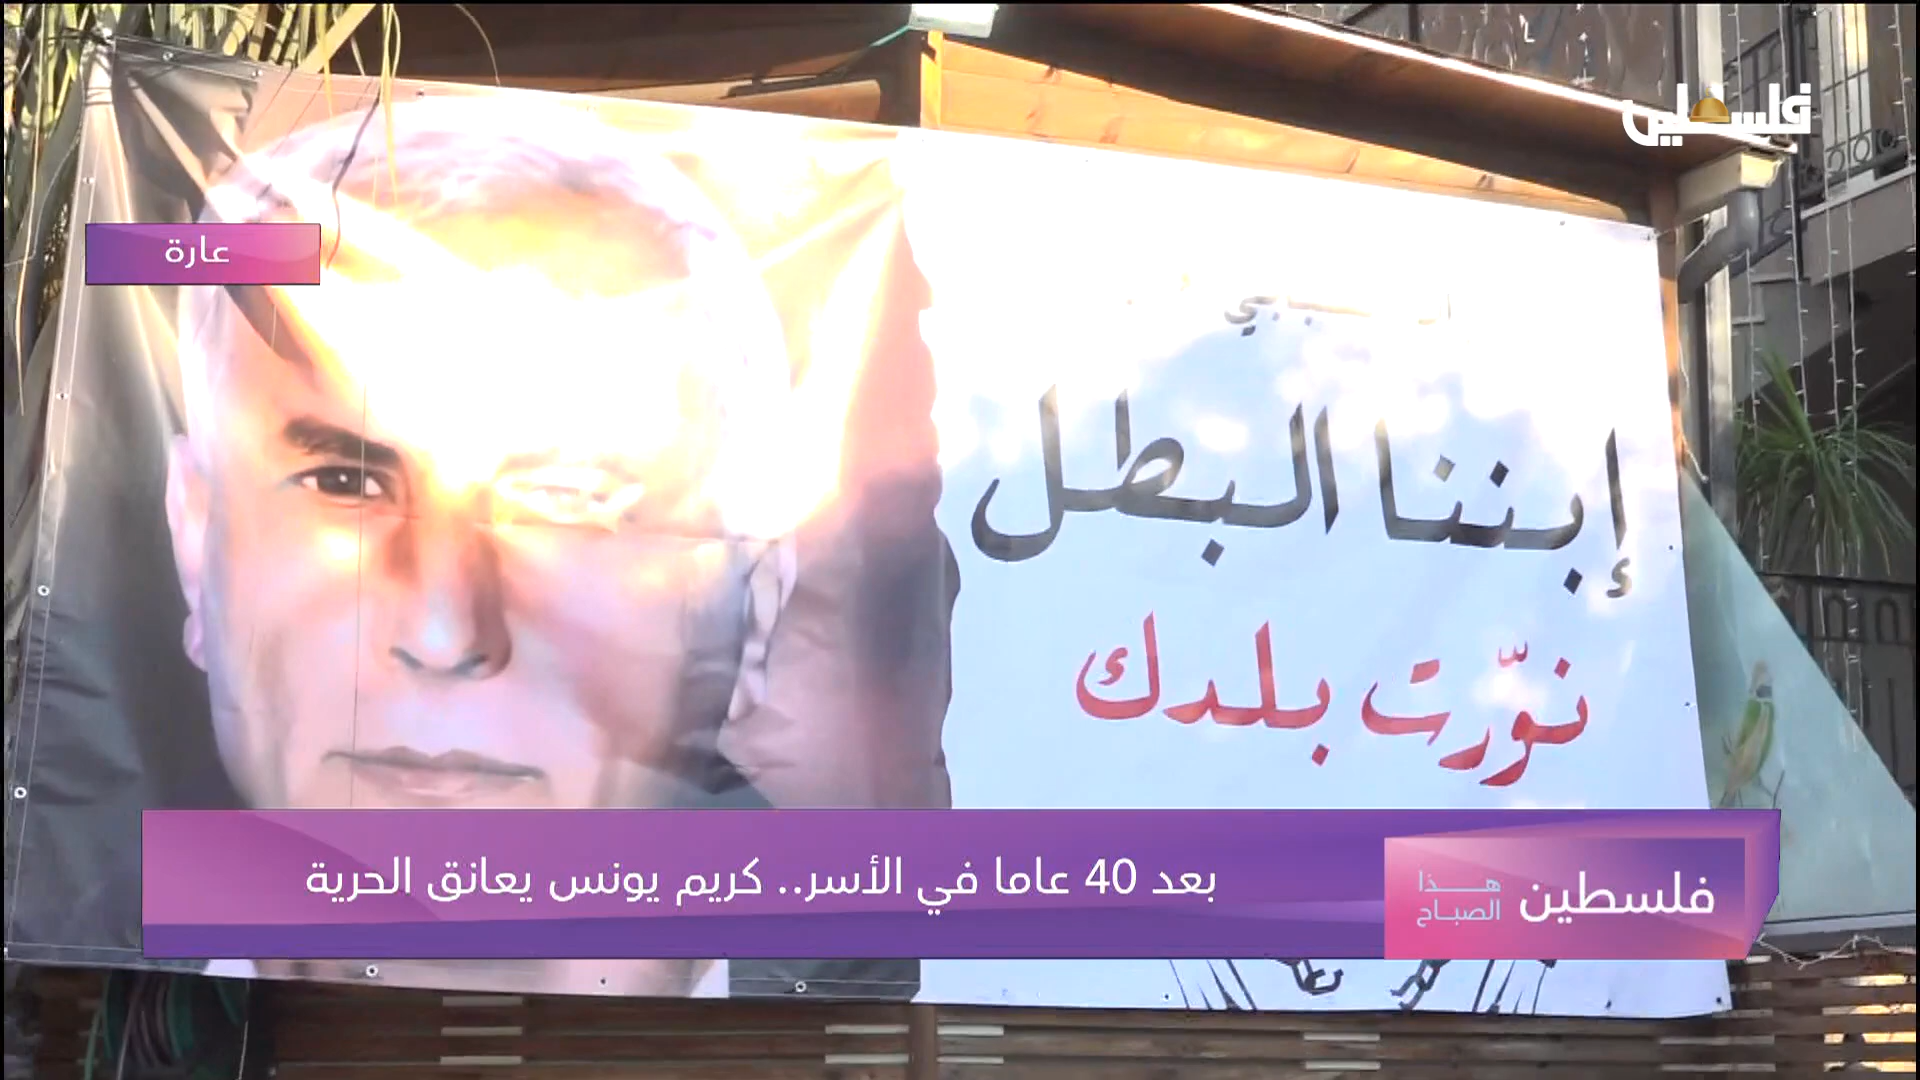 فلسطين
عارة
إبننا البطل
نوّرت بلدك
بعد 40 عاما في الأسر.. كريم يونس يعانق الحرية
فلسطين هذا الصباح